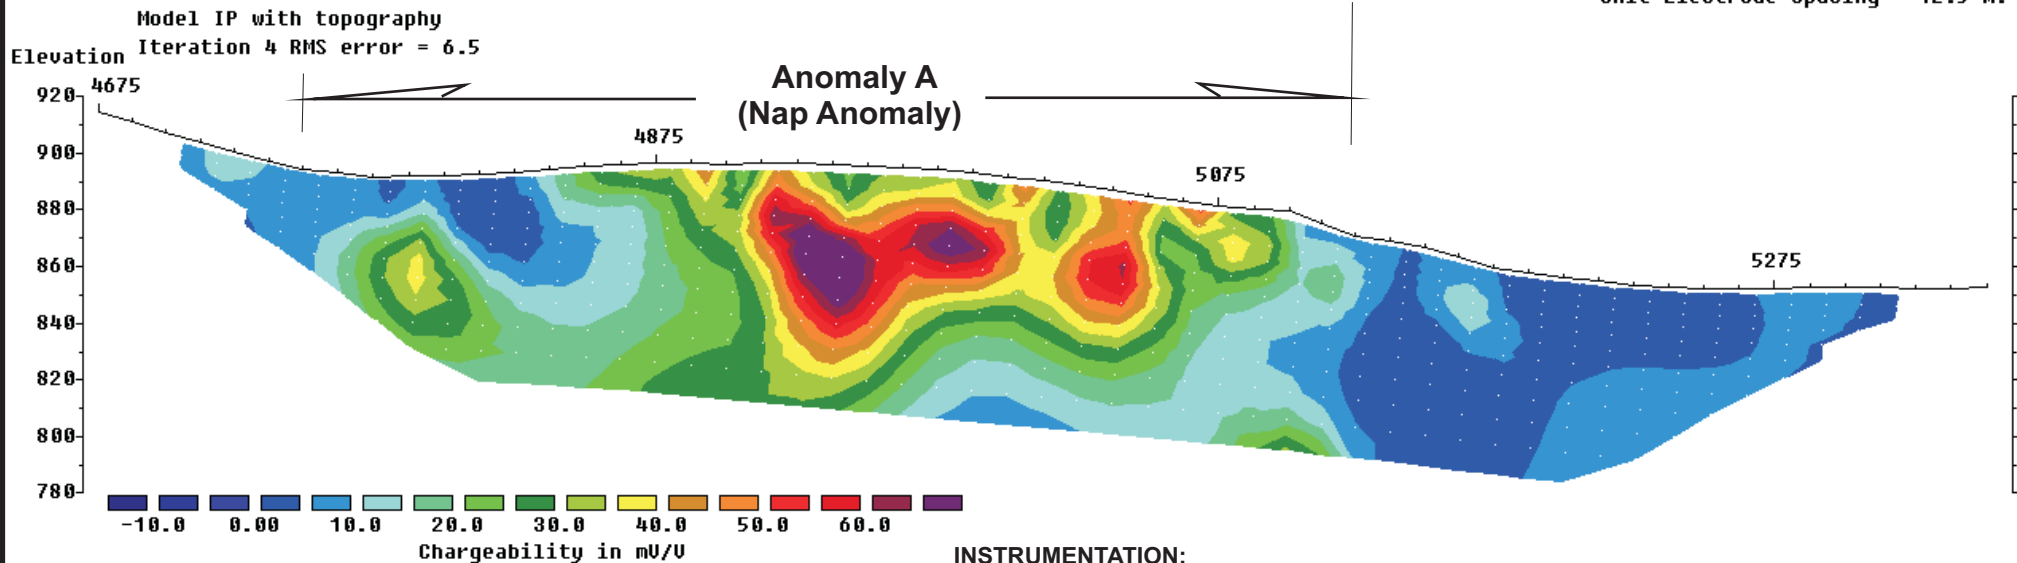 Model IP with topography
Iteration 4 RMS error = 6.5
Elevation
4675
920
Anomaly A
(Nap Anomaly)
4875
900
5075
880
860
5275
840
820
800
780
-10.0 0.00 10.0 20.0 30.0 40.0 50.0 60.0
Chargeability in mV/V
INSTRUMENTATION: